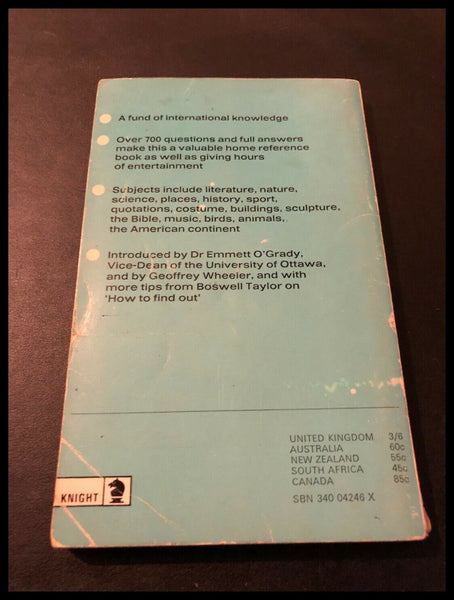 A fund of international knowledge
Over 700 questions and full answers
make this a valuable home reference
book as well as giving hours
of entertainment
Subjects include literature, nature,
science, places, history, sport,
quotations, costume, buildings, sculpture,
the Bible, music, birds, animals,
the American continent
Introduced by Dr Emmett O'Grady,
Vice-Dean of the University of Ottawa,
and by Geoffrey Wheeler, and with
more tips from Boswell Taylor on
'How to find out'
UNITED KINGDOM 3/6
AUSTRALIA 60c
NEW ZEALAND 55c
SOUTH AFRICA 45c
CANADA 85c
SBN 340 04246 X
KNIGHT